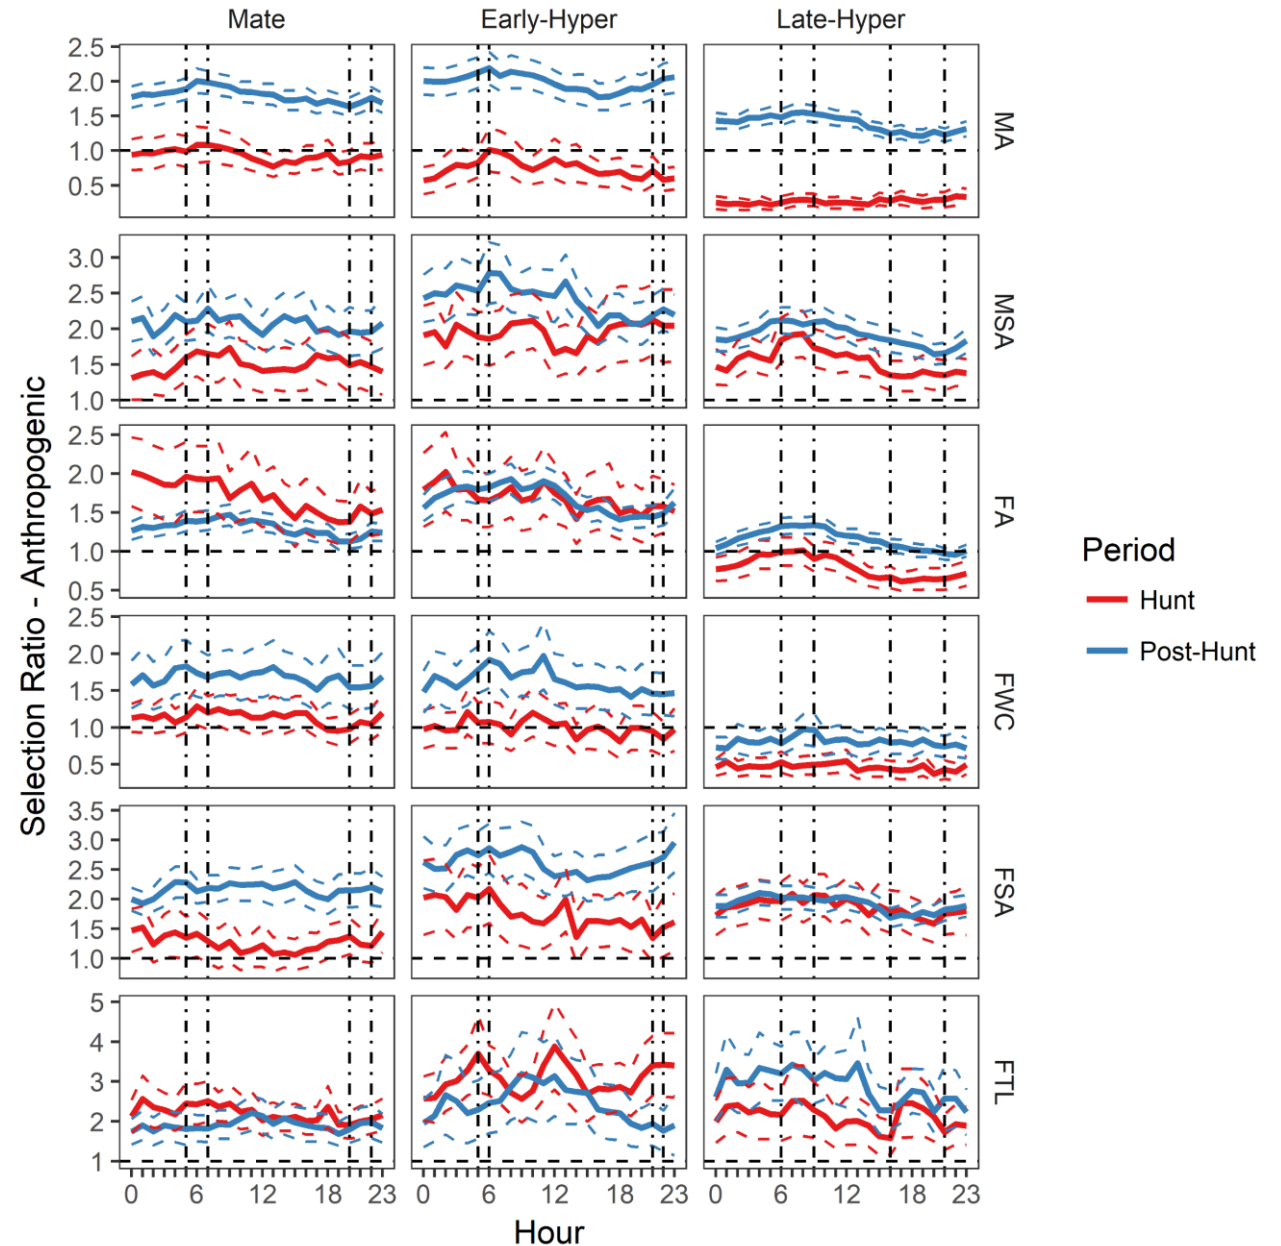 Mate Early-Hyper Late-Hyper
Selection Ratio - Anthropogenic
2.5
2.0
1.5
1.0
0.5
MA
3.0
2.5
2.0
1.5
1.0
MSA
2.5
2.0
1.5
1.0
0.5
FA
2.5
2.0
1.5
1.0
0.5
FWC
3.5
3.0
2.5
2.0
1.5
1.0
FSA
5
4
3
2
1
FTL
0 6 12 18 23 0 6 12 18 23 0 6 12 18 23
Hour
Period
Hunt
Post-Hunt